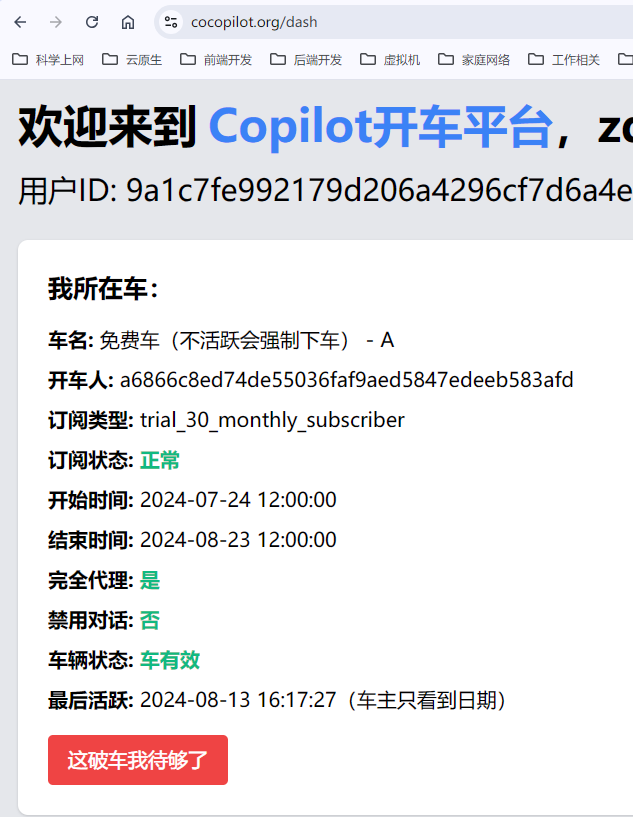 cocopilot.org/dash
科学上网 云原生 前端开发 后端开发 虚拟机 家庭网络 工作相关
欢迎来到 Copilot开车平台，zc
用户ID: 9a1c7fe992179d206a4296cf7d6a4e
我所在车：
车名: 免费车（不活跃会强制下车） - A
开车人: a6866c8ed74de55036faf9aed5847edeeb583afd
订阅类型: trial_30_monthly_subscriber
订阅状态: 正常
开始时间: 2024-07-24 12:00:00
结束时间: 2024-08-23 12:00:00
完全代理: 是
禁用对话: 否
车辆状态: 车有效
最后活跃: 2024-08-13 16:17:27（车主只看到日期）
这破车我待够了